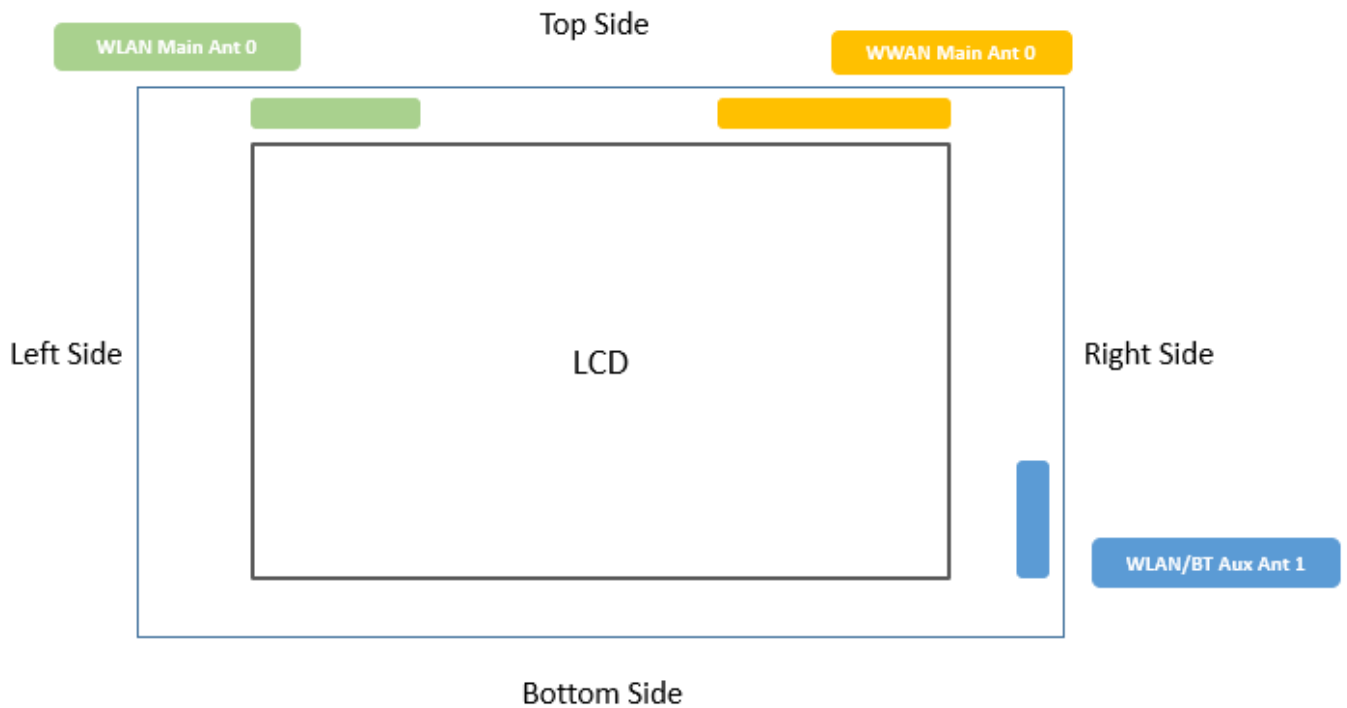 Top Side
WLAN Main Ant 0
WWAN Main Ant 0
Left Side
LCD
Right Side
WLAN/BT Aux Ant 1
Bottom Side